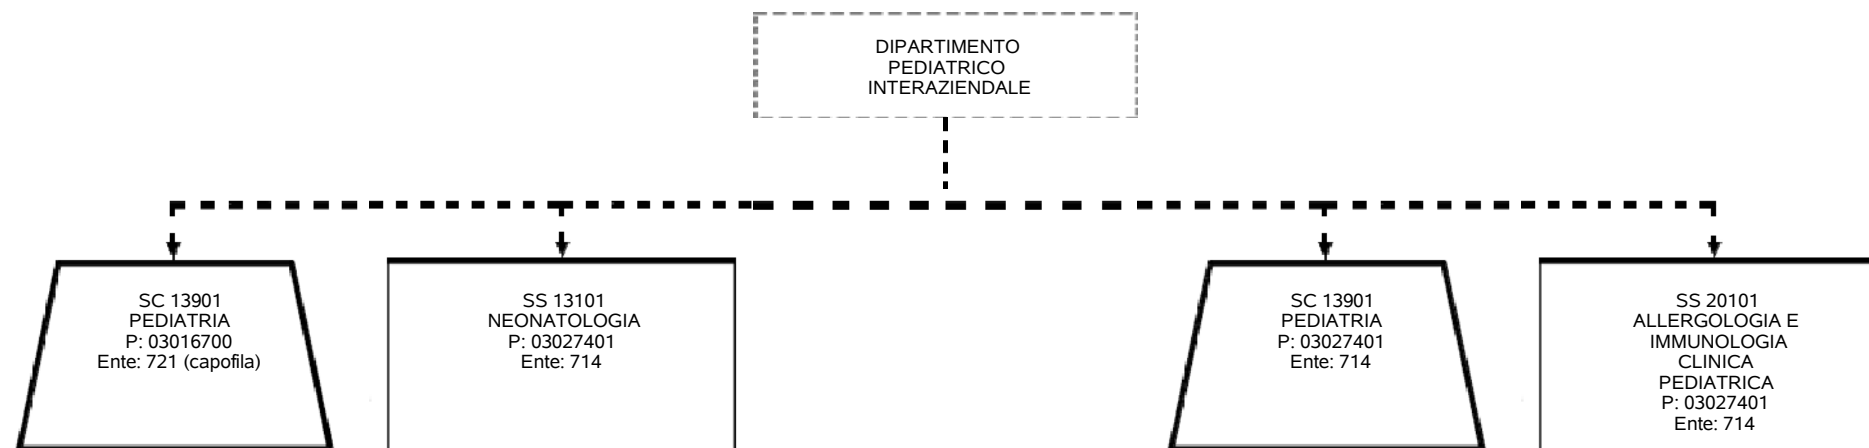 DIPARTIMENTO
PEDIATRICO
INTERAZIENDALE
SC 13901
PEDIATRIA
P: 03016700
Ente: 721 (capofila)
SS 13101
NEONATOLOGIA
P: 03027401
Ente: 714
SC 13901
PEDIATRIA
P: 03027401
Ente: 714
SS 20101
ALLERGOLOGIA E
IMMUNOLOGIA
CLINICA
PEDIATRICA
P: 03027401
Ente: 714